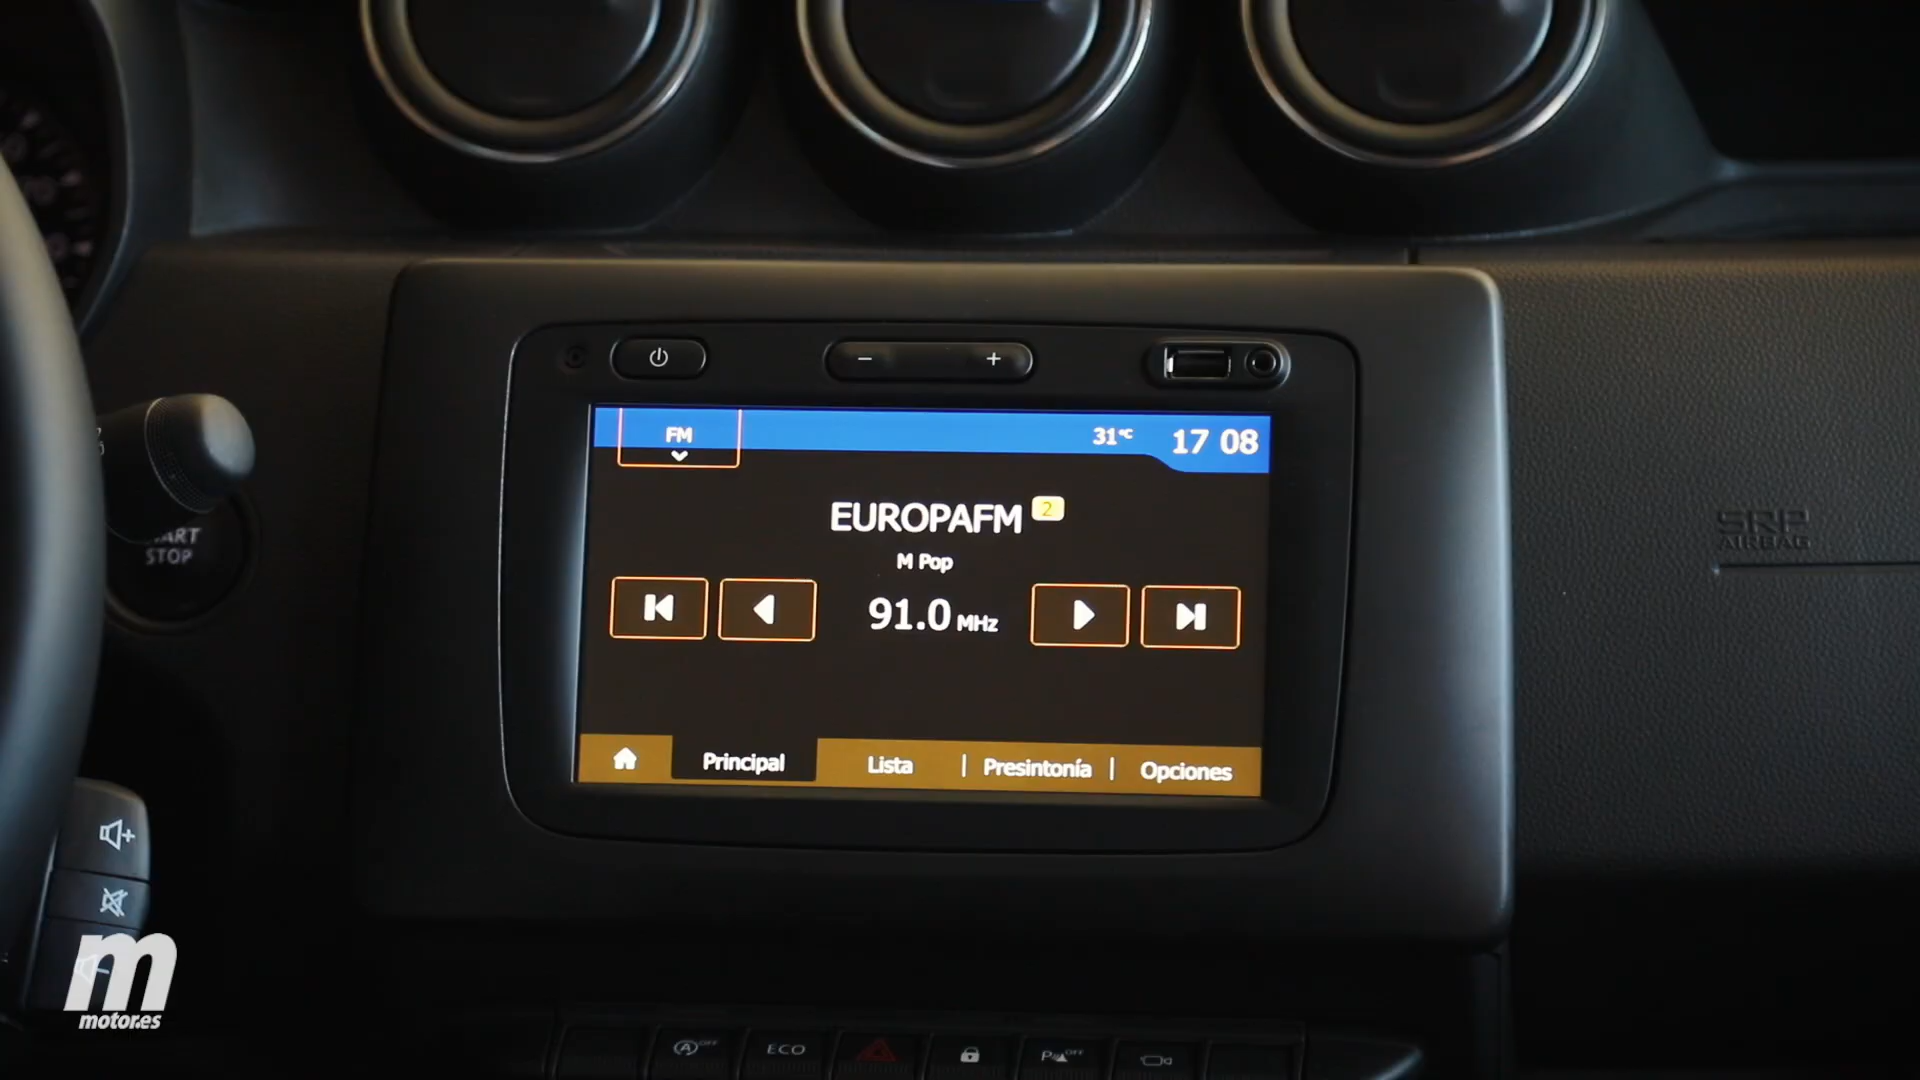 FM
31°C
17 08
EUROPAFM 2
M Pop
91.0 MHz
Principal
Lista | Presintonía | Opciones
START
STOP
SRP
AIRBAG
m
motor.es
A OFF
ECO
P OFF